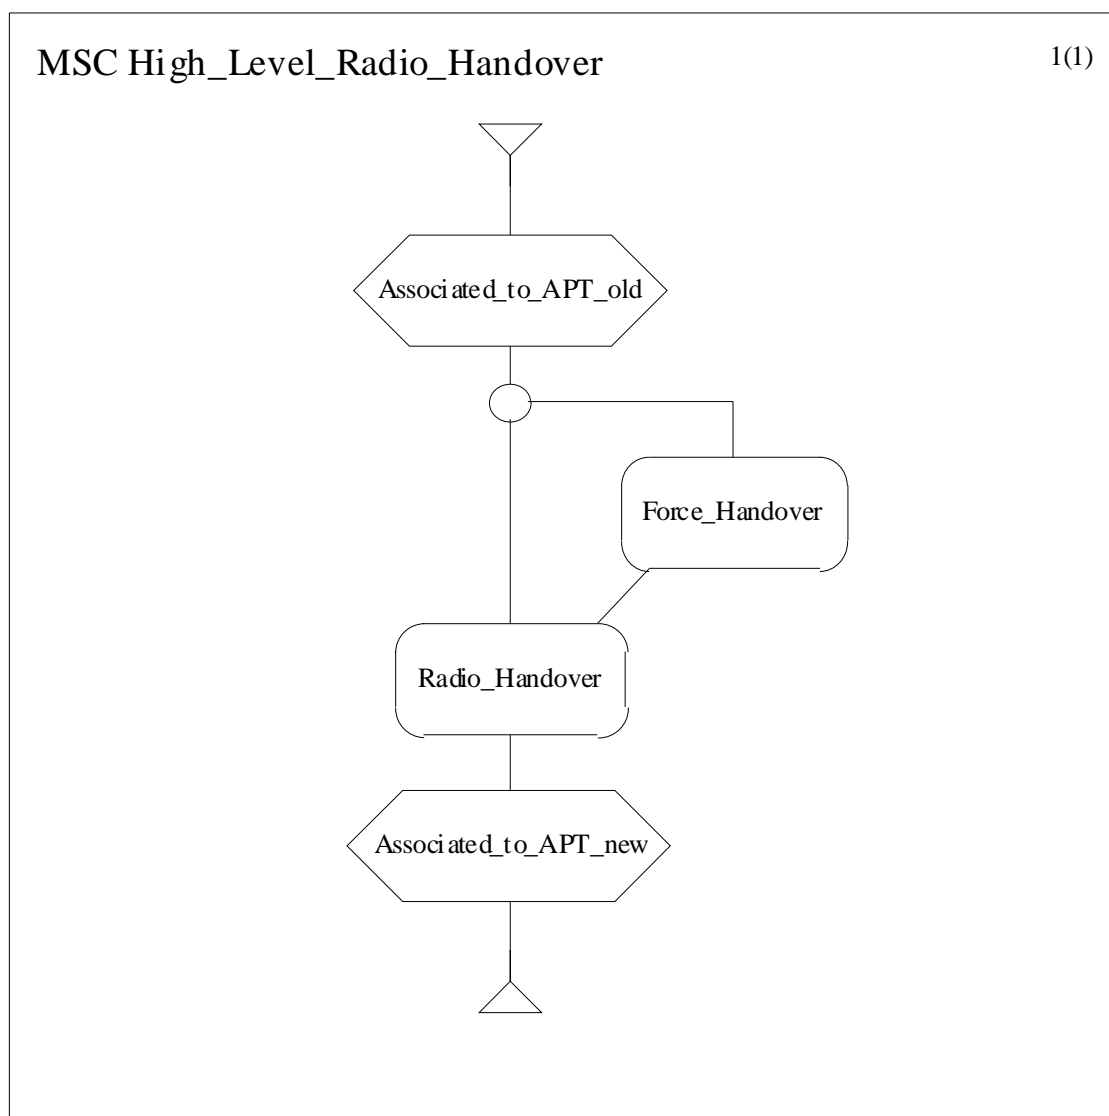 MSC High_Level_Radio_Handover
1(1)
Associated_to_APT_old
Force_Handover
Radio_Handover
Associated_to_APT_new